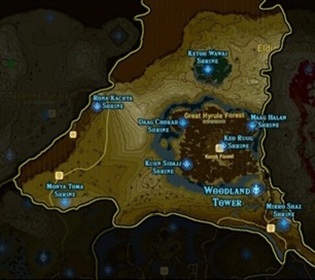 Ketoh Wawai
Shrine
Eldi
Rona Kachta
Shrine
Great Hyrule Forest
Daag Chokah
Shrine
Maag Halan
Shrine
Keo Ruug
Shrine
Korok Forest
Kuhn Sidajj
Shrine
Woodland
Tower
Monya Toma
Shrine
Mirro Shaz
Shrine